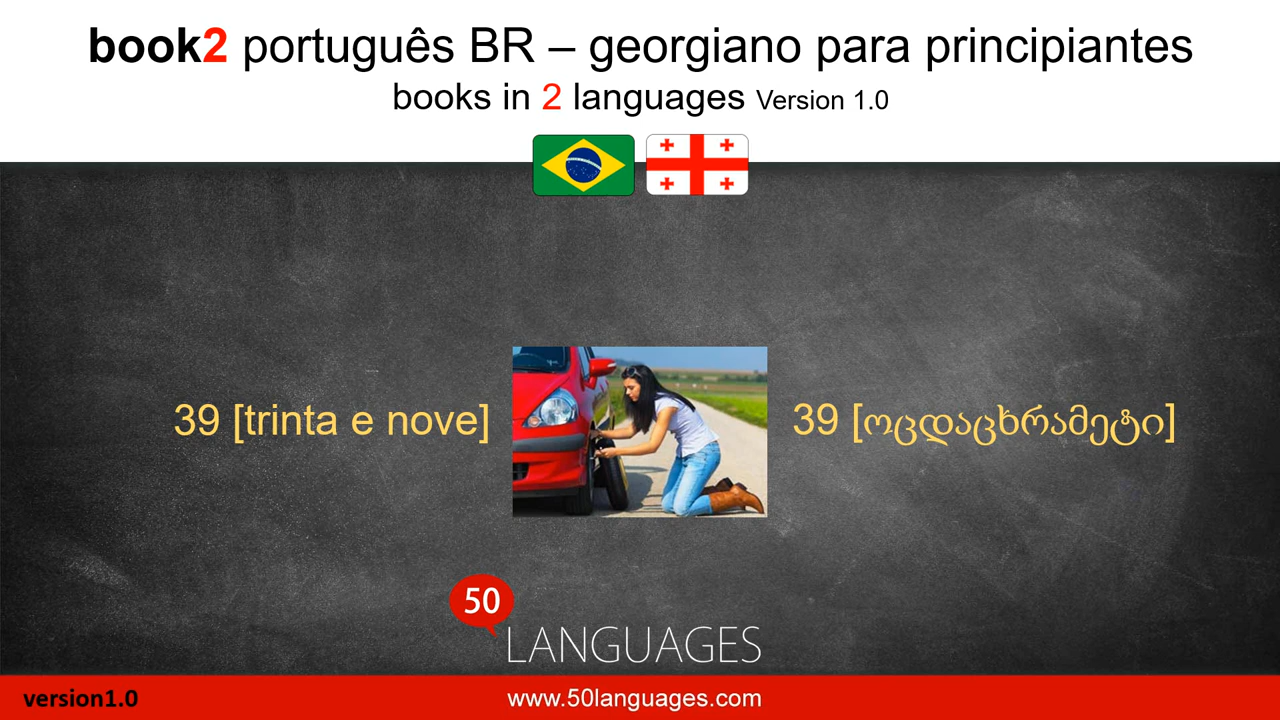 book2 português BR – georgiano para principiantes
books in 2 languages Version 1.0
39 [trinta e nove]
39 [ოცდაცხრამეტი]
50
LANGUAGES
version1.0
www.50languages.com